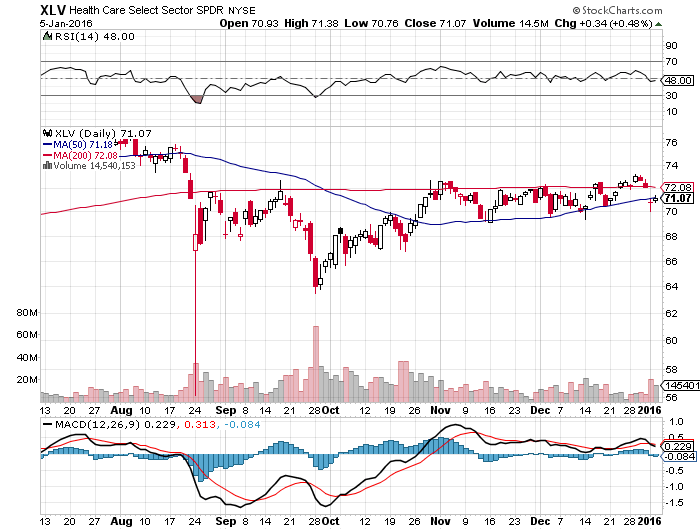 XLV Health Care Select Sector SPDR NYSE © StockCharts.com
5-Jan-2016 Open 70.93 High 71.38 Low 70.76 Close 71.07 Volume 14.5M Chg +0.34 (+0.48%)
RSI(14) 48.00
90
70
48.00
30
10
XLV (Daily) 71.07
MA(50) 71.18
MA(200) 72.08
Volume 14,540,153
76
74
72.08
71.07
70
68
66
64
62
60
58
56
80M
60M
40M
20M
145401
13 20 27 Aug 10 17 24 Sep 8 14 21 28 Oct 12 19 26 Nov 9 16 23 Dec 7 14 21 28 2016
MACD(12,26,9) 0.229, 0.313, -0.084
1.0
0.5
0.229
-0.084
-0.5
-1.0
-1.5
13 20 27 Aug 10 17 24 Sep 8 14 21 28 Oct 12 19 26 Nov 9 16 23 Dec 7 14 21 28 2016